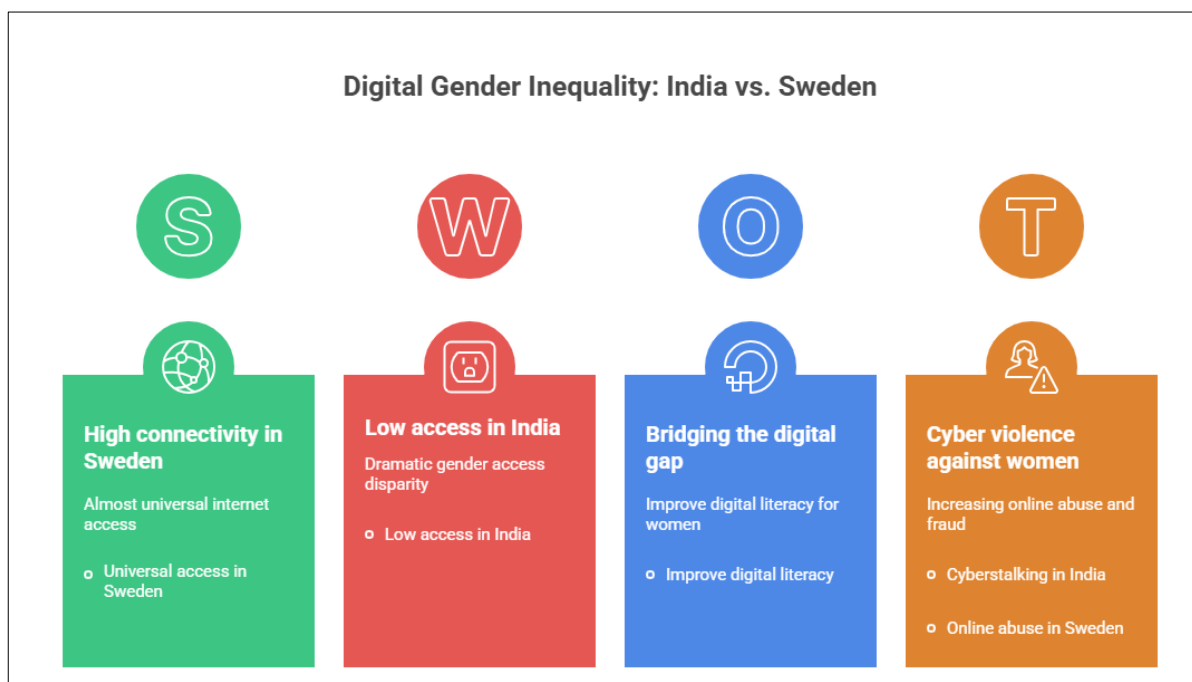 Digital Gender Inequality: India vs. Sweden
S
W
O
T
High connectivity in
Sweden
Almost universal internet
access
Universal access in
Sweden
Low access in India
Dramatic gender access
disparity
Low access in India
Bridging the digital
gap
Improve digital literacy for
women
Improve digital literacy
Cyber violence
against women
Increasing online abuse and
fraud
Cyberstalking in India
Online abuse in Sweden